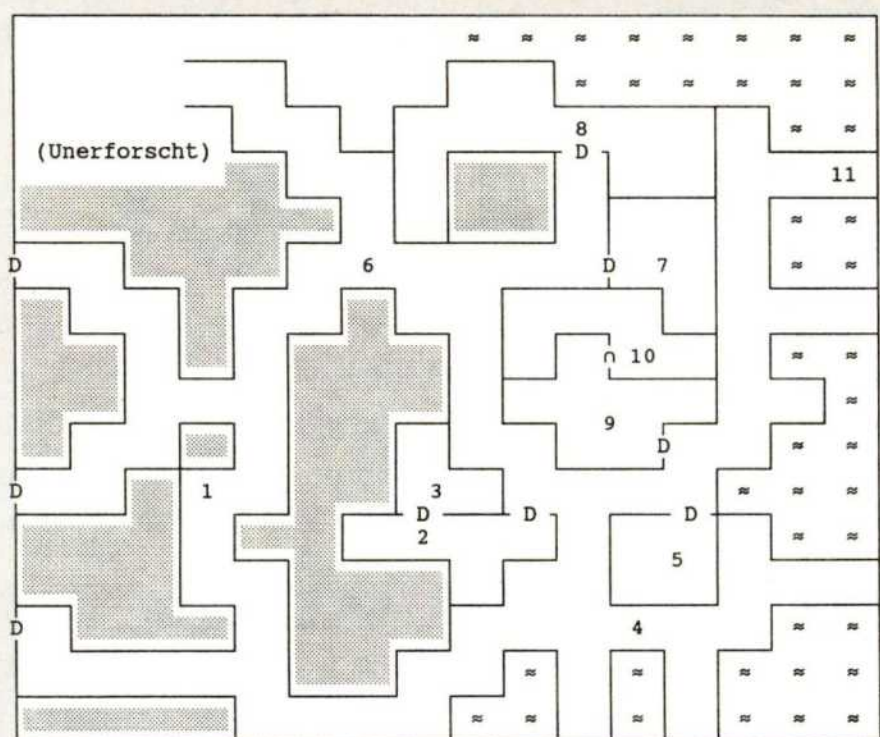 ≈ ≈ ≈ ≈ ≈ ≈ ≈ ≈
≈ ≈ ≈ ≈ ≈ ≈
8 ≈ ≈
(Unerforscht) D
11
≈ ≈
D 6 D 7 ≈ ≈
∩ 10 ≈ ≈
≈
9
D ≈ ≈
D 1 3 ≈ ≈ ≈
D D D
2 ≈ ≈
5
D 4 ≈ ≈
≈ ≈ ≈ ≈ ≈
≈ ≈ ≈ ≈ ≈ ≈